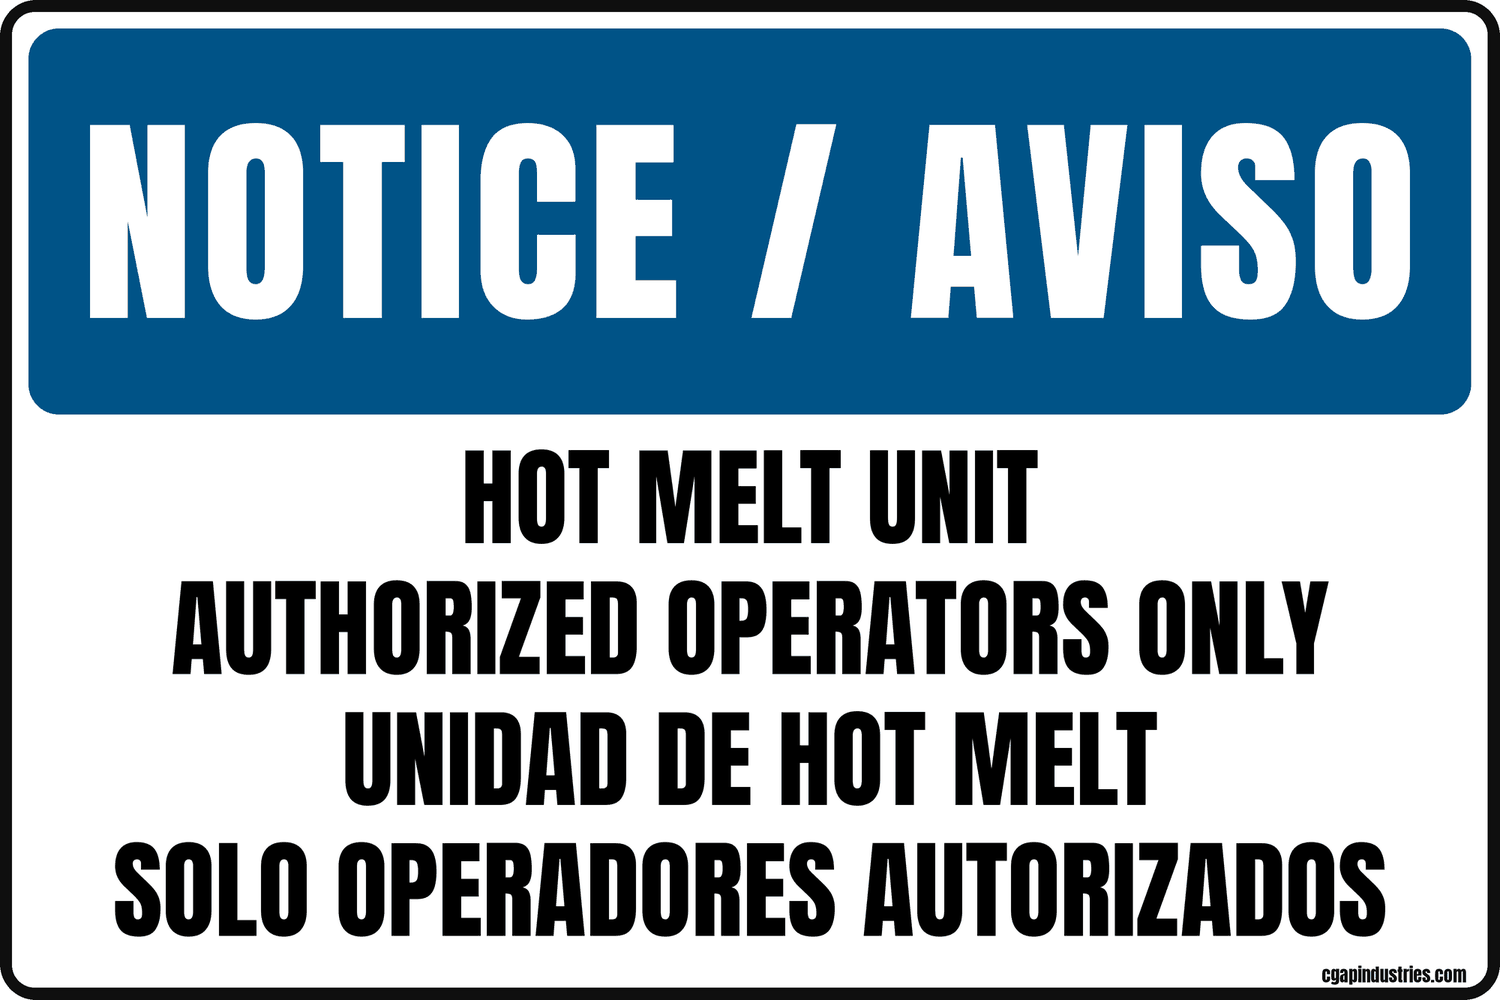 NOTICE / AVISO
HOT MELT UNIT
AUTHORIZED OPERATORS ONLY
UNIDAD DE HOT MELT
SOLO OPERADORES AUTORIZADOS
cgapindustries.com